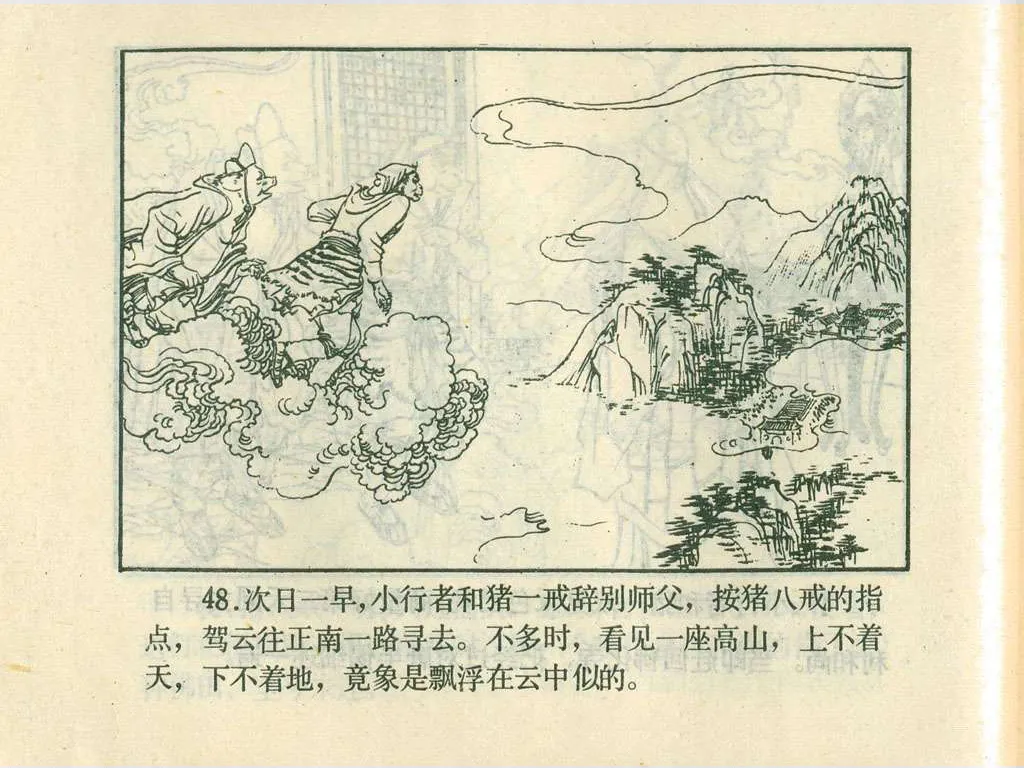 48.次日一早,小行者和猪一戒辞别师父，按猪八戒的指
点，驾云往正南一路寻去。不多时，看见一座高山，上不着
天，下不着地，竟象是飘浮在云中似的。